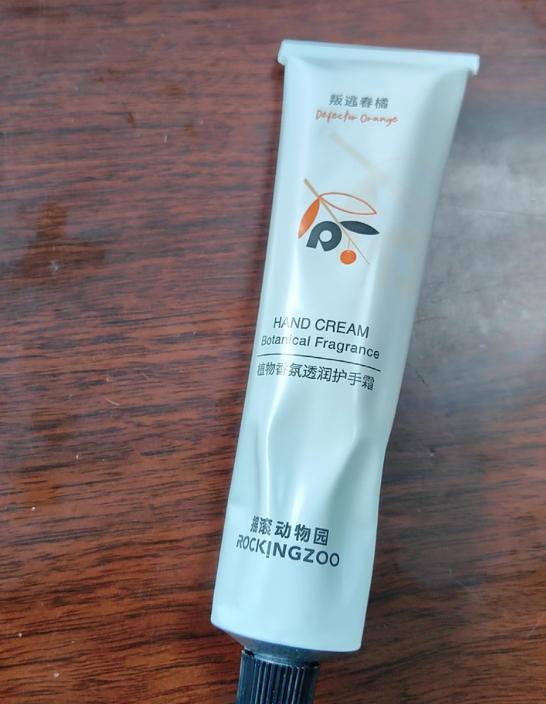 叛逃春橘
Defector Orange
HAND CREAM
Botanical Fragrance
植物香氛透润护手霜
摇滚动物园
ROCKINGZOO